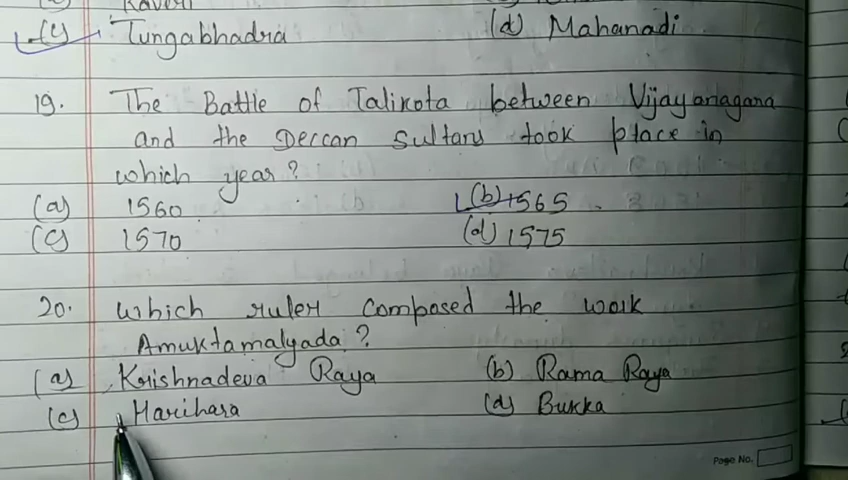 Kaveri
(c) Tungabhadra (d) Mahanadi
19. The Battle of Talikota between Vijayanagara
and the Deccan Sultans took place in
which year?
(a) 1560 (b) 1565
(c) 1570 (d) 1575
20. Which ruler composed the work
Amuktamalyada?
(a) Krishnadeva Raya (b) Rama Raya
(c) Harihara (d) Bukka
Page No.